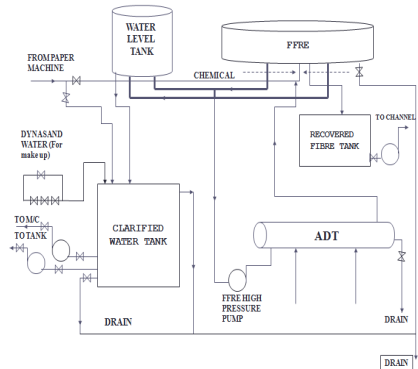 WATER
LEVEL
TANK
FFRE
FROM PAPER
MACHINE
CHEMICAL
TO CHANNEL
RECOVERED
FIBRE TANK
DYNASAND
WATER (For
make up)
CLARIFIED
WATER TANK
TO M/C
TO TANK
ADT
FFRE HIGH
PRESSURE
PUMP
DRAIN
DRAIN
DRAIN